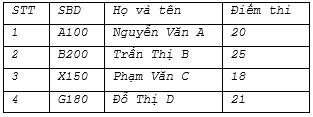 STT SBD Họ và tên Điểm thi
1 A100 Nguyễn Văn A 20
2 B200 Trần Thị B 25
3 X150 Phạm Văn C 18
4 G180 Đỗ Thị D 21